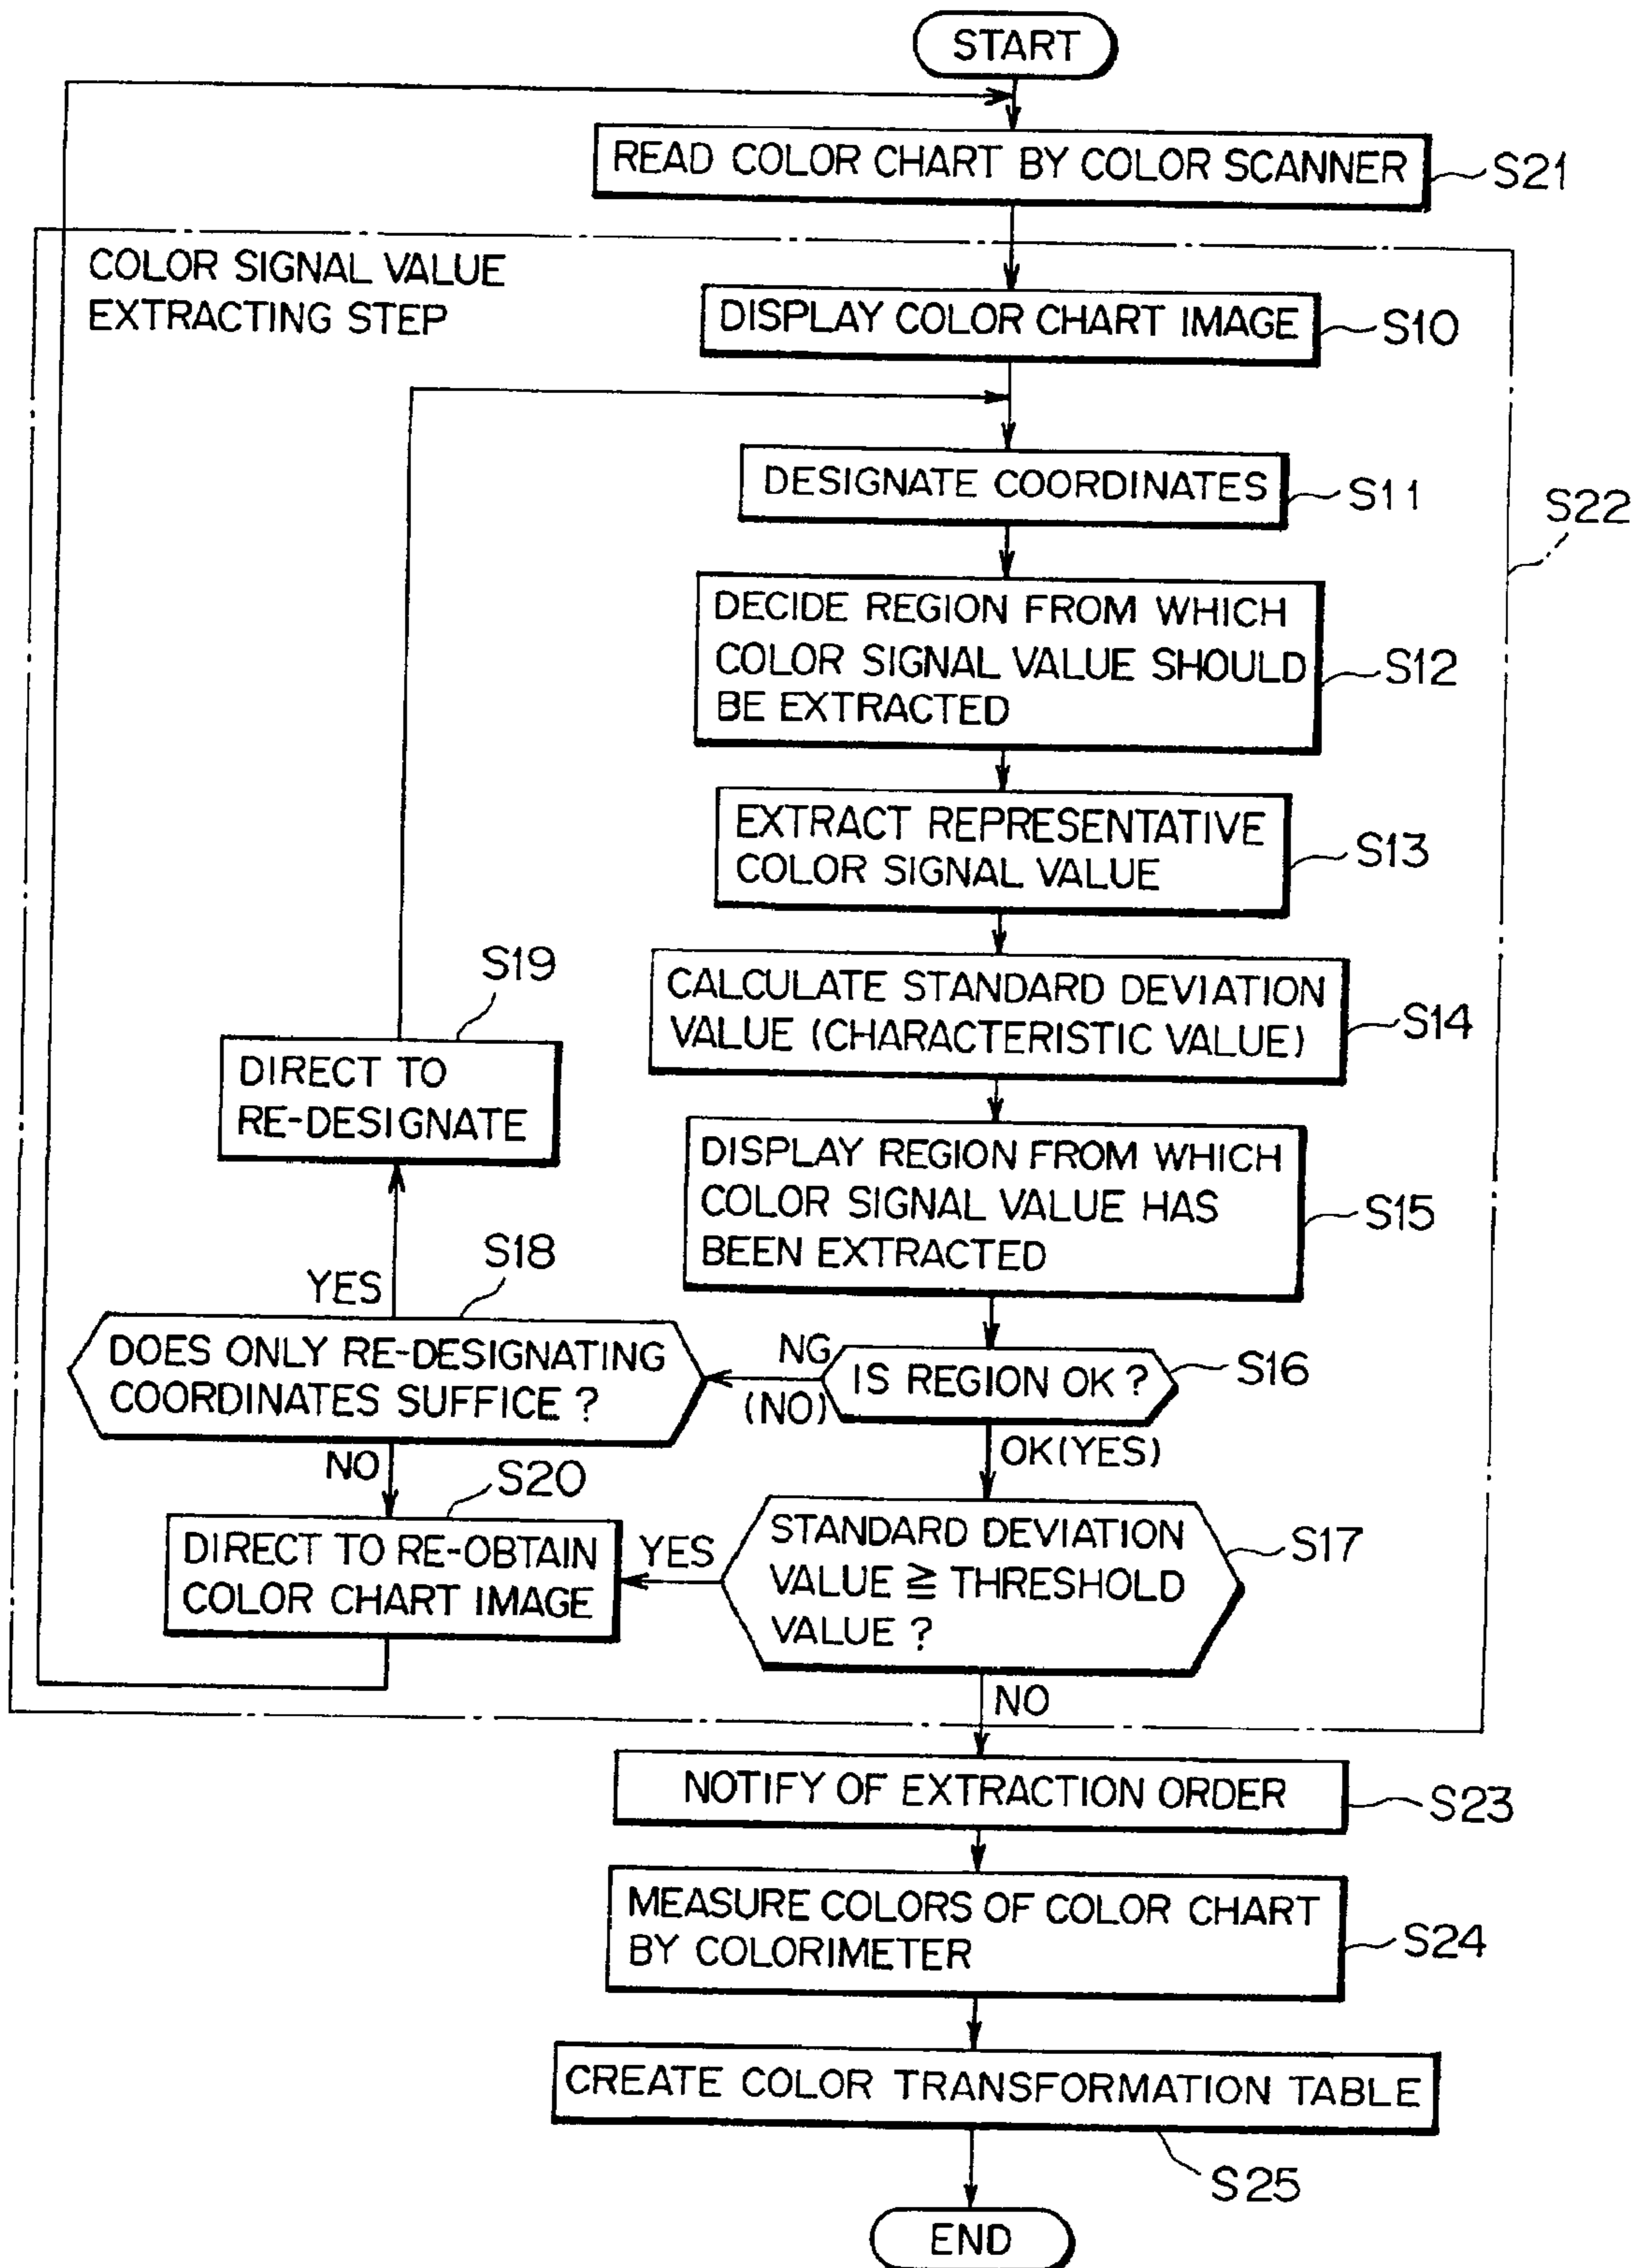 START
READ COLOR CHART BY COLOR SCANNER
S21
COLOR SIGNAL VALUE
EXTRACTING STEP
DISPLAY COLOR CHART IMAGE
S10
DESIGNATE COORDINATES
S11
S22
DECIDE REGION FROM WHICH
COLOR SIGNAL VALUE SHOULD
BE EXTRACTED
S12
EXTRACT REPRESENTATIVE
COLOR SIGNAL VALUE
S13
CALCULATE STANDARD DEVIATION
VALUE (CHARACTERISTIC VALUE)
S14
S19
DIRECT TO
RE-DESIGNATE
DISPLAY REGION FROM WHICH
COLOR SIGNAL VALUE HAS
BEEN EXTRACTED
S15
YES
S18
DOES ONLY RE-DESIGNATING
COORDINATES SUFFICE ?
NG
(NO)
IS REGION OK ?
S16
OK(YES)
NO
S20
DIRECT TO RE-OBTAIN
COLOR CHART IMAGE
YES
STANDARD DEVIATION
VALUE ≧ THRESHOLD
VALUE ?
S17
NO
NOTIFY OF EXTRACTION ORDER
S23
MEASURE COLORS OF COLOR CHART
BY COLORIMETER
S24
CREATE COLOR TRANSFORMATION TABLE
S25
END